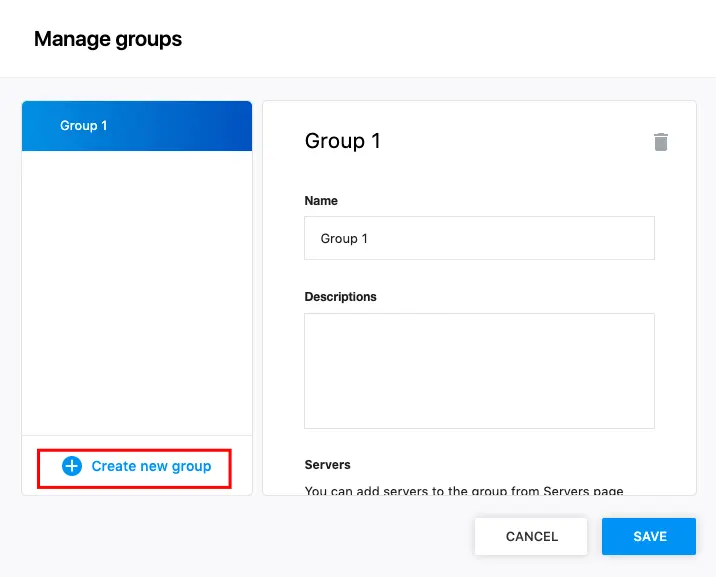 Manage groups
Group 1
Create new group
Group 1
Name
Group 1
Descriptions
Servers
You can add servers to the group from Servers page
CANCEL
SAVE